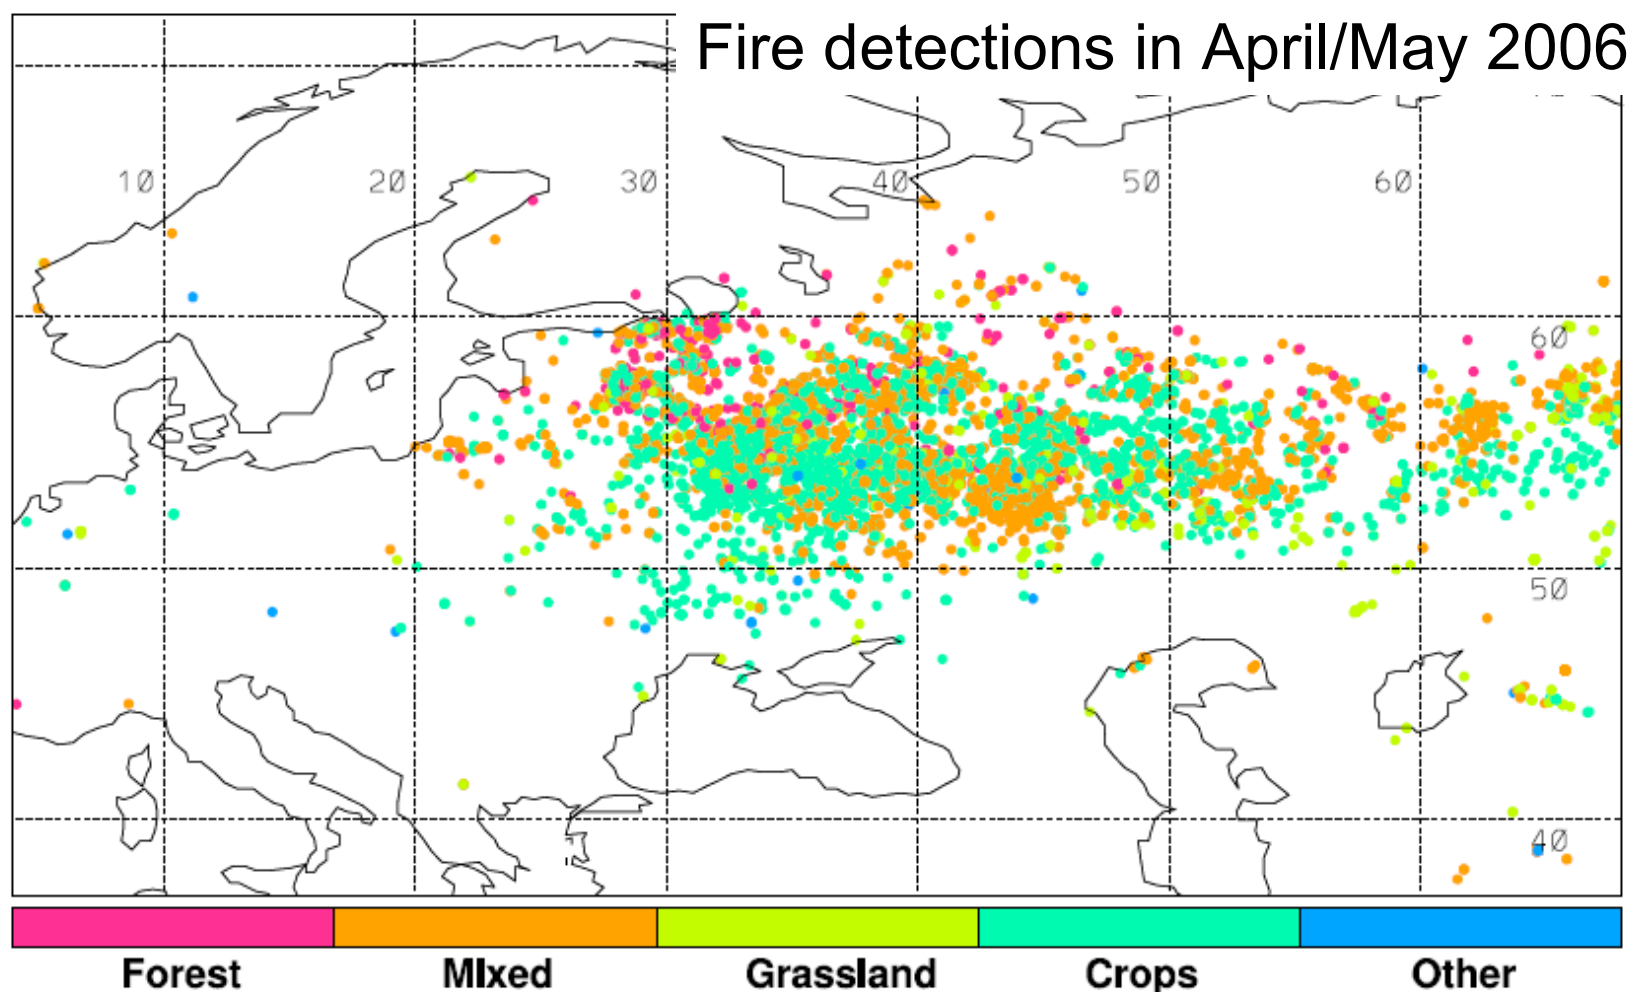 Fire detections in April/May 2006
10 20 30 40 50 60
60
50
40
Forest MIxed Grassland Crops Other